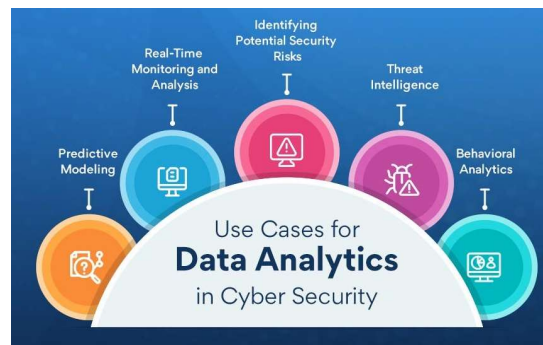 Identifying
Potential Security
Risks
Real-Time
Monitoring and
Analysis
Threat
Intelligence
Predictive
Modeling
Behavioral
Analytics
Use Cases for
Data Analytics
in Cyber Security